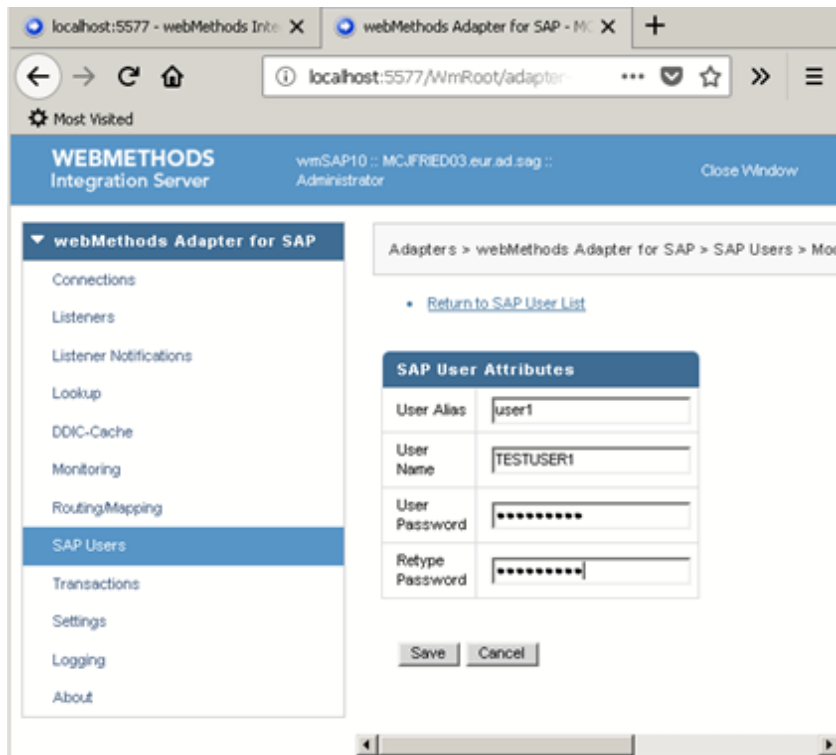 localhost:5577 - webMethods Inte
webMethods Adapter for SAP - MC
localhost:5577/WmRoot/adapter-
Most Visited
WEBMETHODS
Integration Server
wmSAP10 :: MCJFRIED03.eur.ad.sag ::
Administrator
Close Window
webMethods Adapter for SAP
Connections
Listeners
Listener Notifications
Lookup
DDIC-Cache
Monitoring
Routing/Mapping
SAP Users
Transactions
Settings
Logging
About
Adapters > webMethods Adapter for SAP > SAP Users > Mod
Return to SAP User List
SAP User Attributes
User Alias
user1
User
Name
TESTUSER1
User
Password
•••••••••
Retype
Password
•••••••••
Save
Cancel